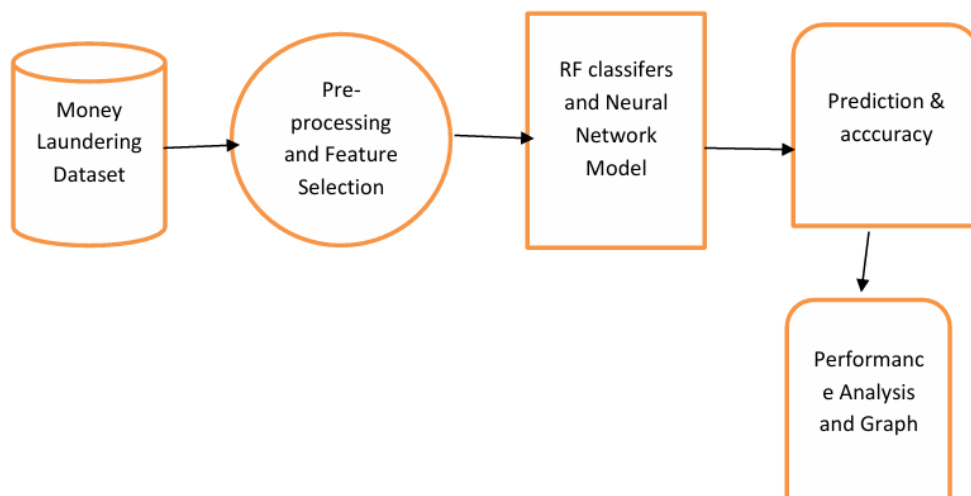 Money
Laundering
Dataset
Pre-
processing
and Feature
Selection
RF classifers
and Neural
Network
Model
Prediction &
acccuracy
Performanc
e Analysis
and Graph